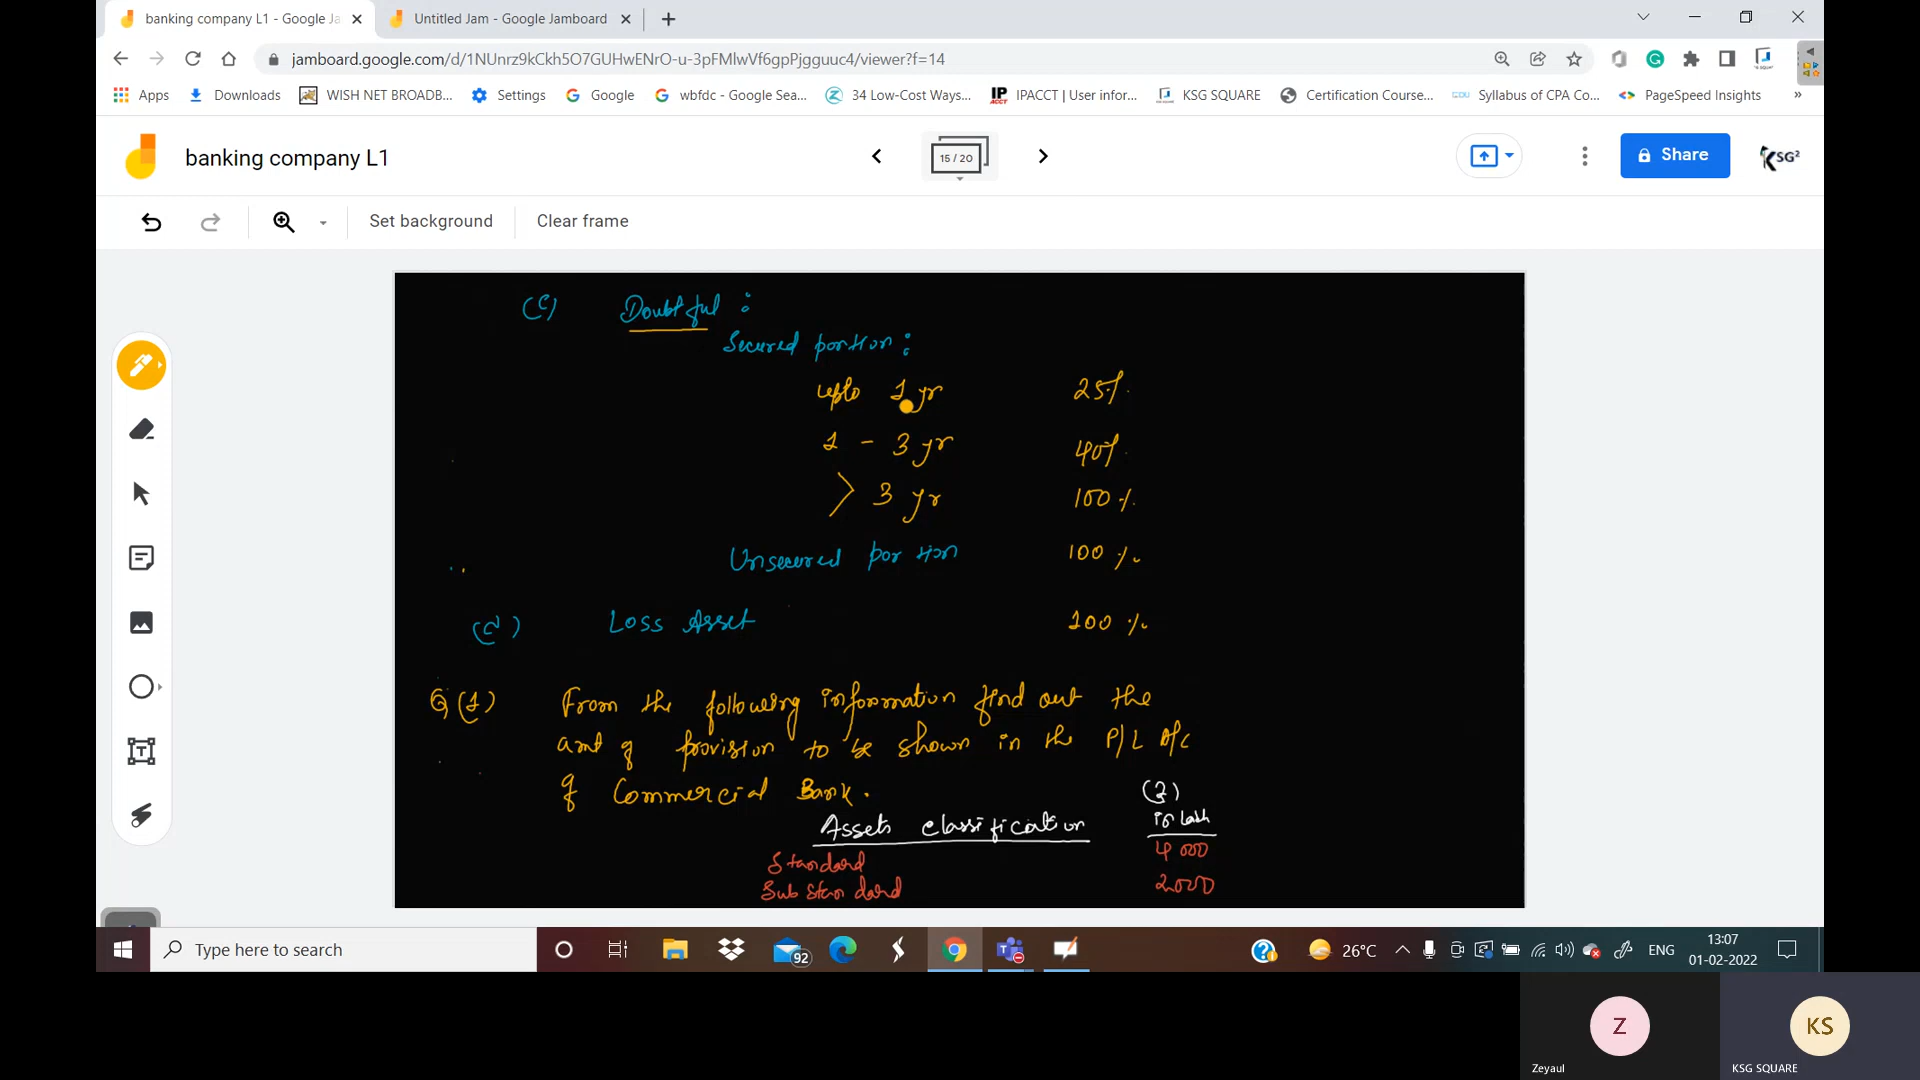 banking company L1 - Google Ja
Untitled Jam - Google Jamboard
jamboard.google.com/d/1NUnrz9kCkh5O7GUHwENrO-u-3pFMlwVf6gpPjgguuc4/viewer?f=14
Apps
Downloads
WISH NET BROADB...
Settings
Google
wbfdc - Google Sea...
34 Low-Cost Ways...
IPACCT | User infor...
KSG SQUARE
Certification Course...
Syllabus of CPA Co...
PageSpeed Insights
»
banking company L1
15 / 20
Share
KSG²
Set background
Clear frame
(C) Doubtful :
Secured portion :
upto 1 yr 25%
1 - 3 yr 40%
> 3 yr 100%
Unsecured portion 100%
(d) Loss Asset 100%
Q(1) From the following information find out the
amt of provision to be shown in the P/L A/c
of Commercial Bank.
(₹)
Assets classification in Lakh
Standard 4000
Sub Standard 2000
Type here to search
92
26°C
ENG
13:07
01-02-2022
Z
Zeyaul
KS
KSG SQUARE